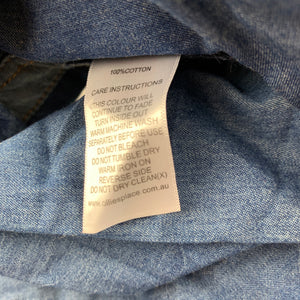 100%COTTON
CARE INSTRUCTIONS
THIS COLOUR WILL
CONTINUE TO FADE
TURN INSIDE OUT
WARM MACHINE WASH
SEPARATELY BEFORE USE
DO NOT BLEACH
DO NOT TUMBLE DRY
WARM IRON ON
REVERSE SIDE
DO NOT DRY CLEAN(X)
www.olliesplace.com.au